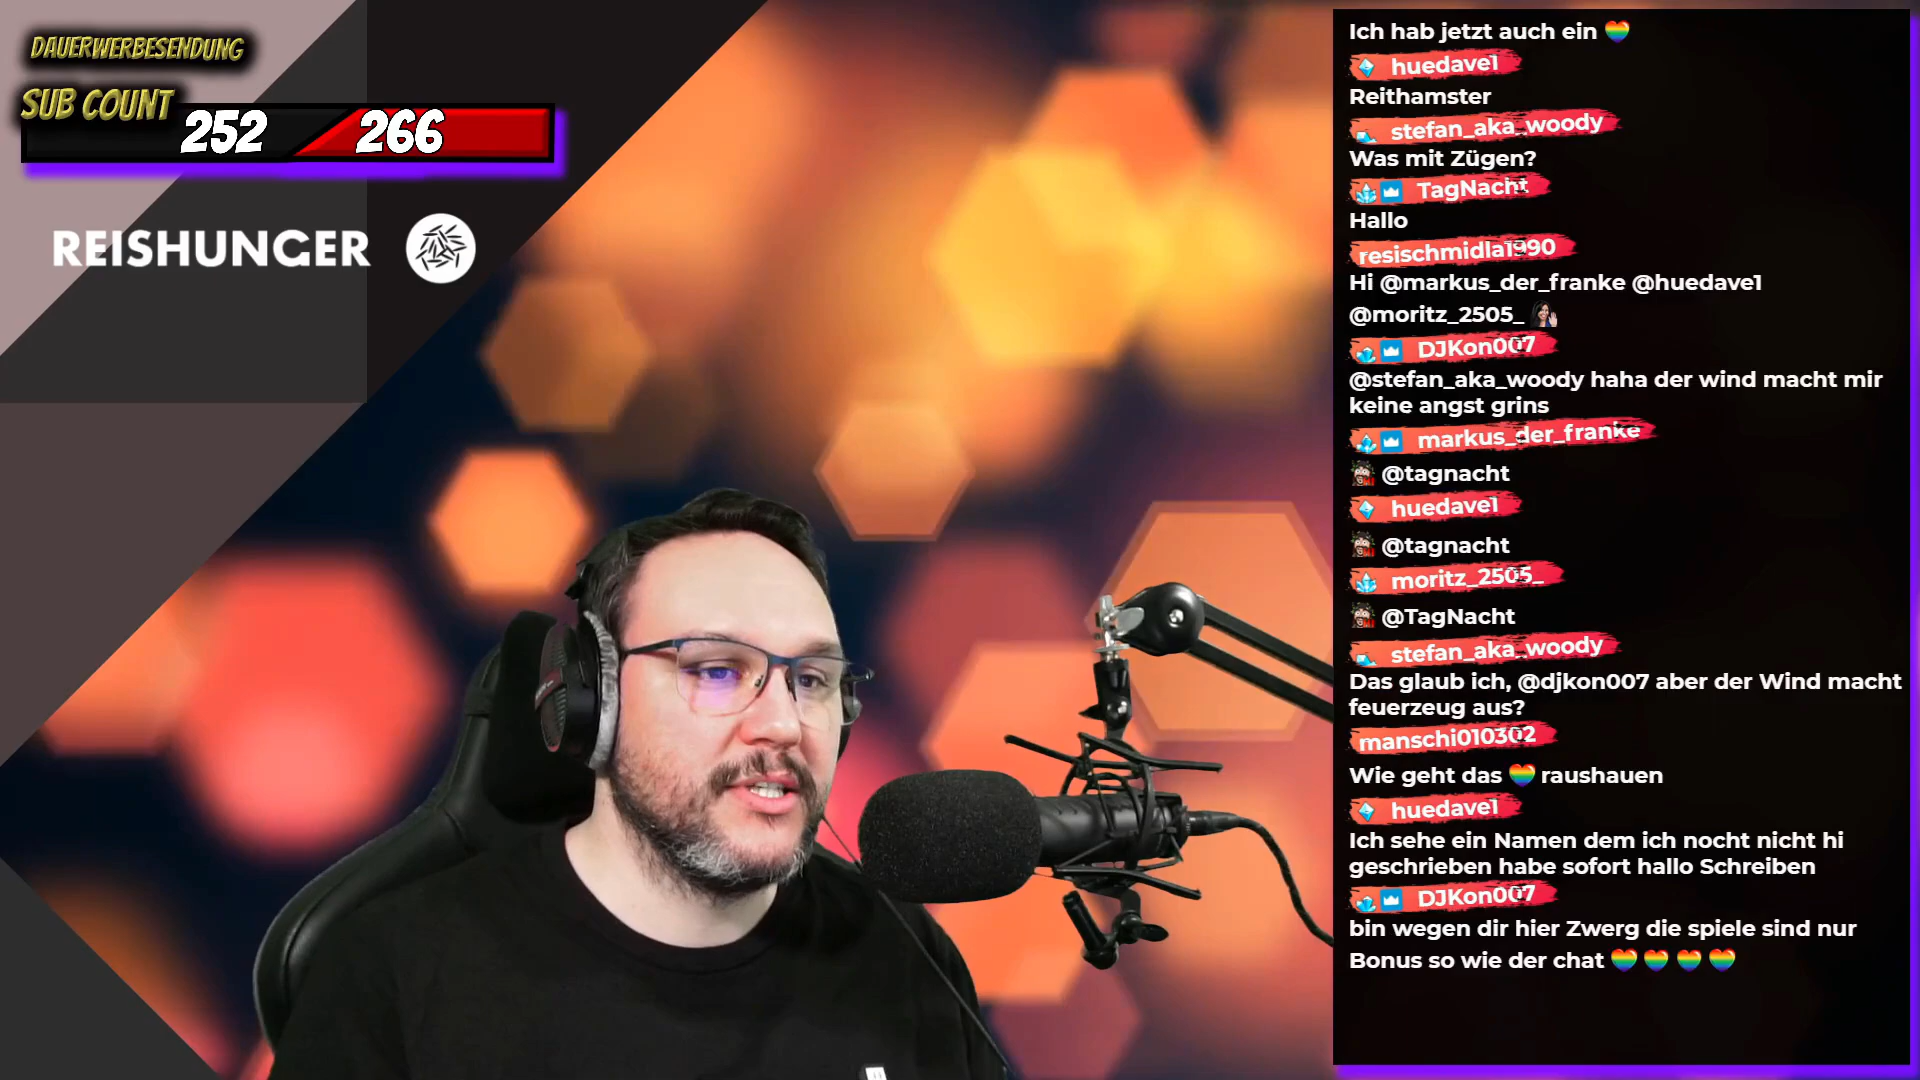 DAUERWERBESENDUNG
SUB COUNT
252 266
REISHUNGER
Ich hab jetzt auch ein
huedave1
Reithamster
stefan_aka_woody
Was mit Zügen?
TagNacht
Hallo
resischmidla1990
Hi @markus_der_franke @huedave1
@moritz_2505_
DJKon007
@stefan_aka_woody haha der wind macht mir
keine angst grins
markus_der_franke
@tagnacht
huedave1
@tagnacht
moritz_2505_
@TagNacht
stefan_aka_woody
Das glaub ich, @djkon007 aber der Wind macht
feuerzeug aus?
manschi010302
Wie geht das raushauen
huedave1
Ich sehe ein Namen dem ich nocht nicht hi
geschrieben habe sofort hallo Schreiben
DJKon007
bin wegen dir hier Zwerg die spiele sind nur
Bonus so wie der chat